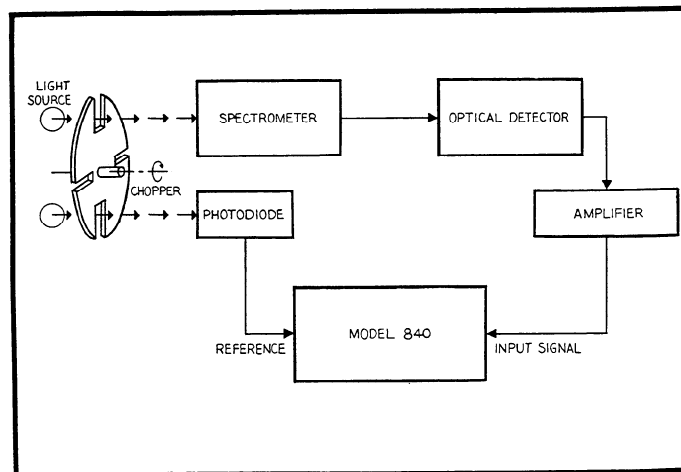 LIGHT
SOURCE
SPECTROMETER
OPTICAL DETECTOR
CHOPPER
PHOTODIODE
AMPLIFIER
MODEL 840
REFERENCE
INPUT SIGNAL